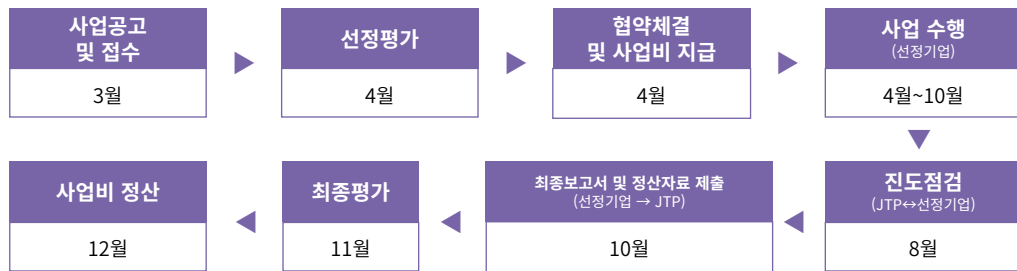 사업공고
및 접수
3월
선정평가
4월
협약체결
및 사업비 지급
4월
사업 수행
(선정기업)
4월~10월
진도점검
(JTP↔선정기업)
8월
최종보고서 및 정산자료 제출
(선정기업 → JTP)
10월
최종평가
11월
사업비 정산
12월